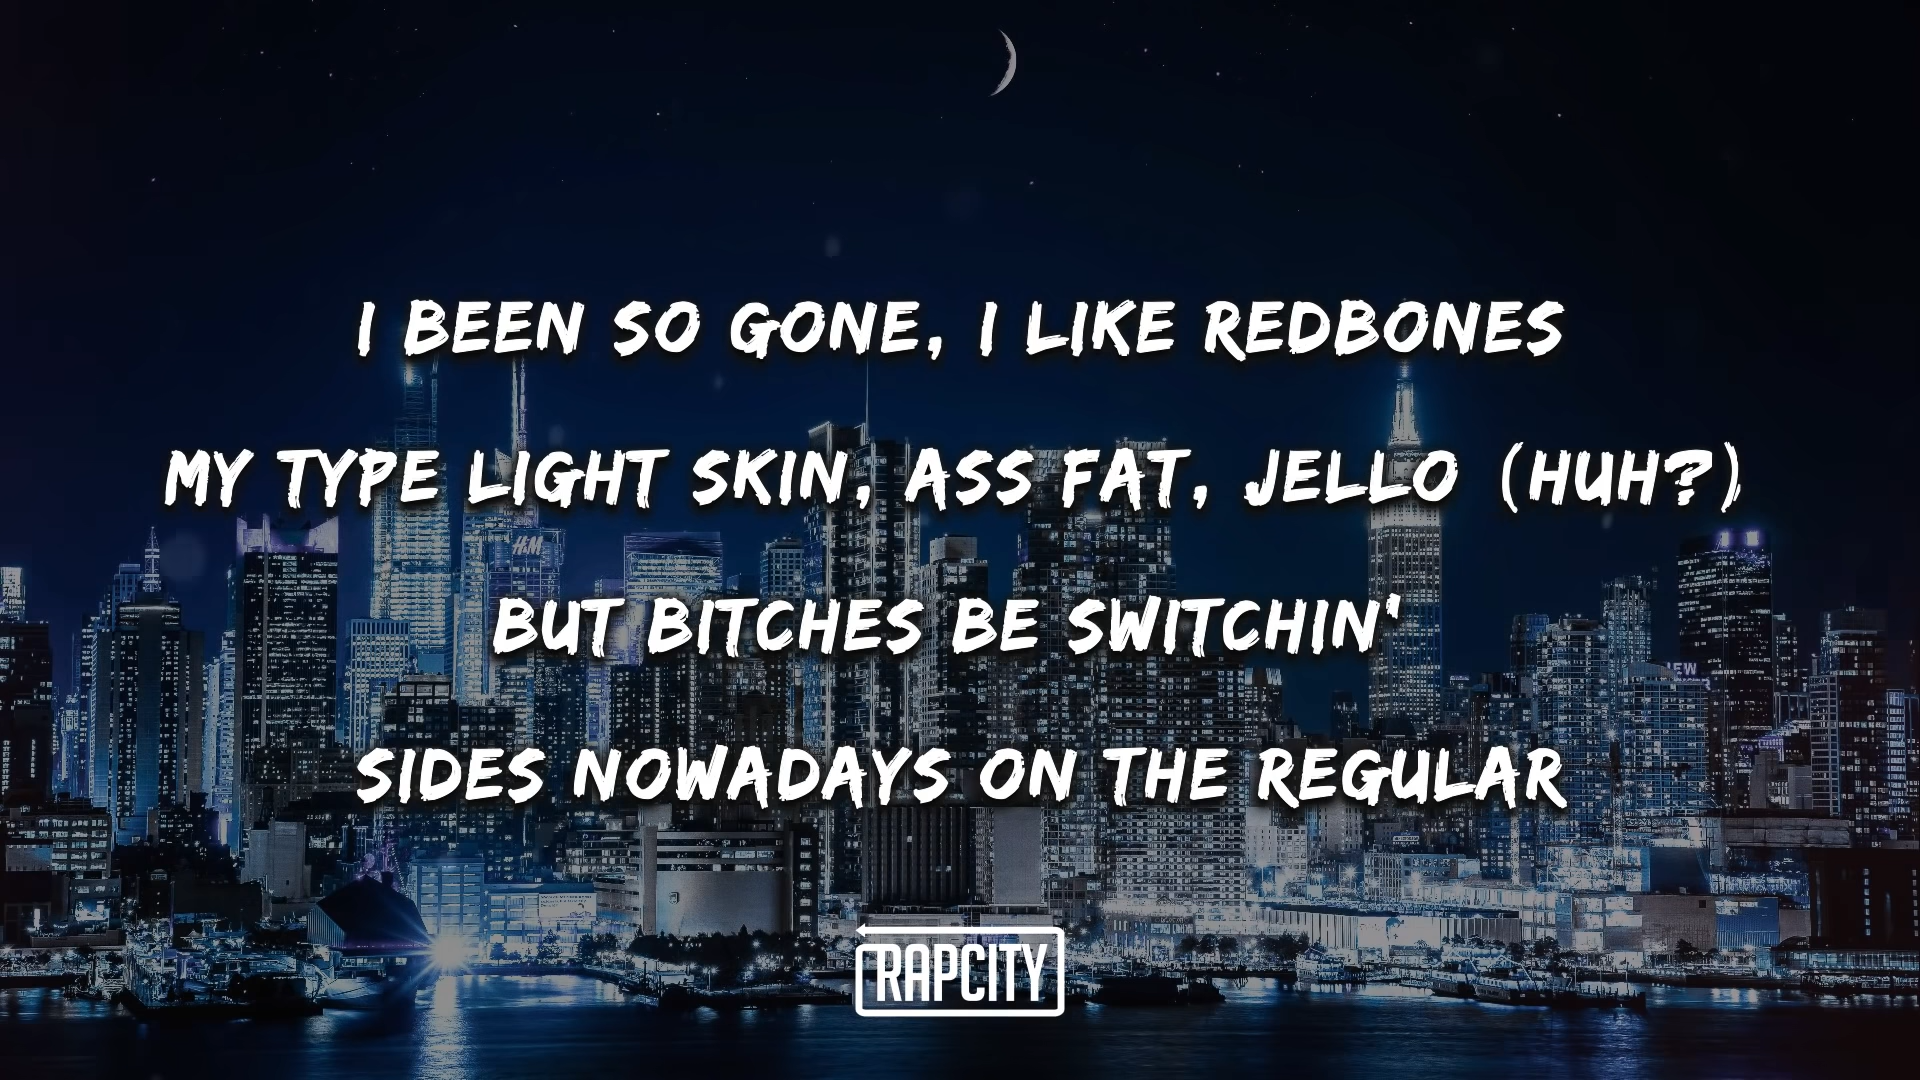 I BEEN SO GONE, I LIKE REDBONES
MY TYPE LIGHT SKIN, ASS FAT, JELLO (HUH?)
H&M
BUT BITCHES BE SWITCHIN'
SIDES NOWADAYS ON THE REGULAR
RAPCITY